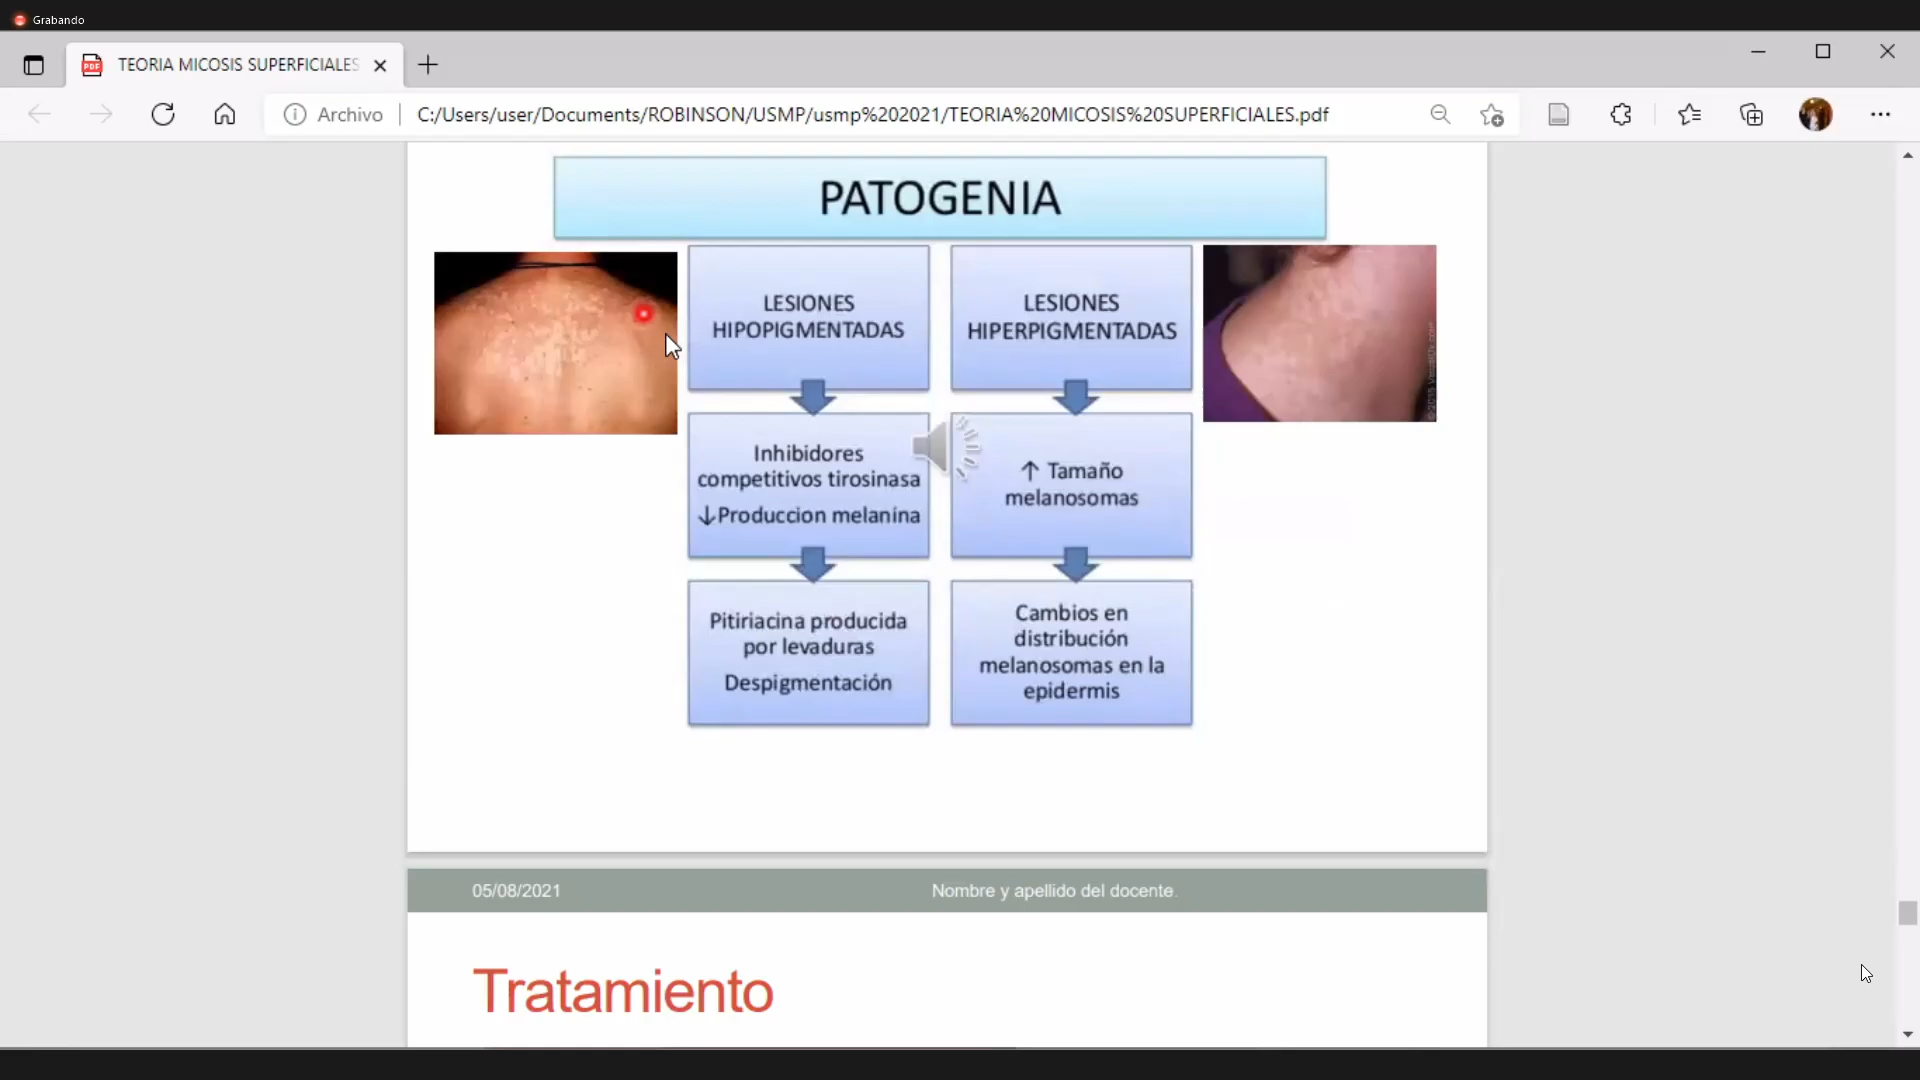 Grabando
TEORIA MICOSIS SUPERFICIALES
Archivo
C:/Users/user/Documents/ROBINSON/USMP/usmp%202021/TEORIA%20MICOSIS%20SUPERFICIALES.pdf
PATOGENIA
LESIONES
HIPOPIGMENTADAS
Inhibidores
competitivos tirosinasa
↓Produccion melanina
Pitiriacina producida
por levaduras
Despigmentación
LESIONES
HIPERPIGMENTADAS
↑ Tamaño
melanosomas
Cambios en
distribución
melanosomas en la
epidermis
05/08/2021
Nombre y apellido del docente.
Tratamiento